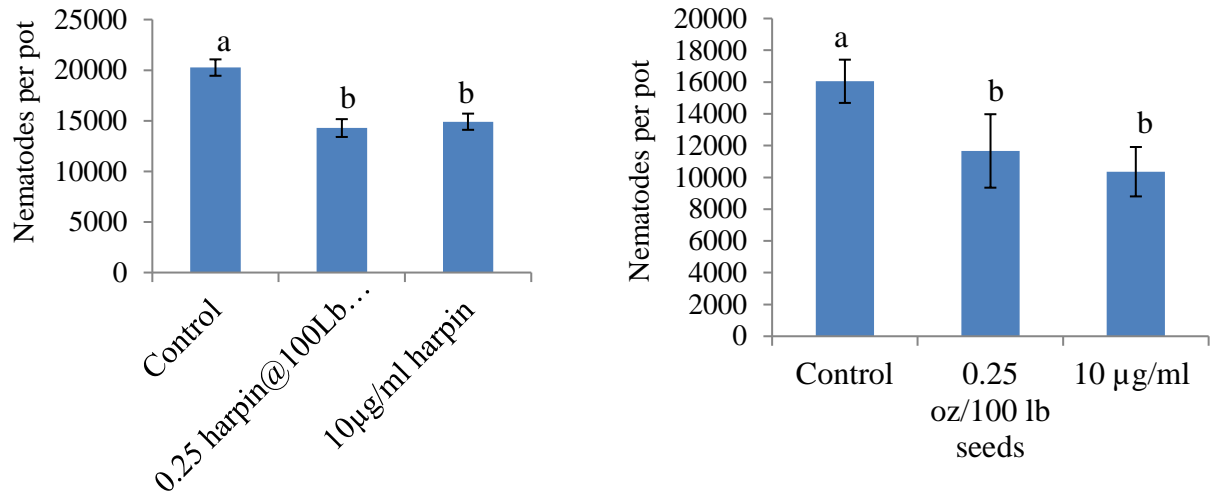 Nematodes per pot
25000
20000
15000
10000
5000
0
a
b
b
Control
0.25 harpin@100Lb…
10µg/ml harpin
Nematodes per pot
20000
18000
16000
14000
12000
10000
8000
6000
4000
2000
0
a
b
b
Control
0.25
oz/100 lb
seeds
10 µg/ml